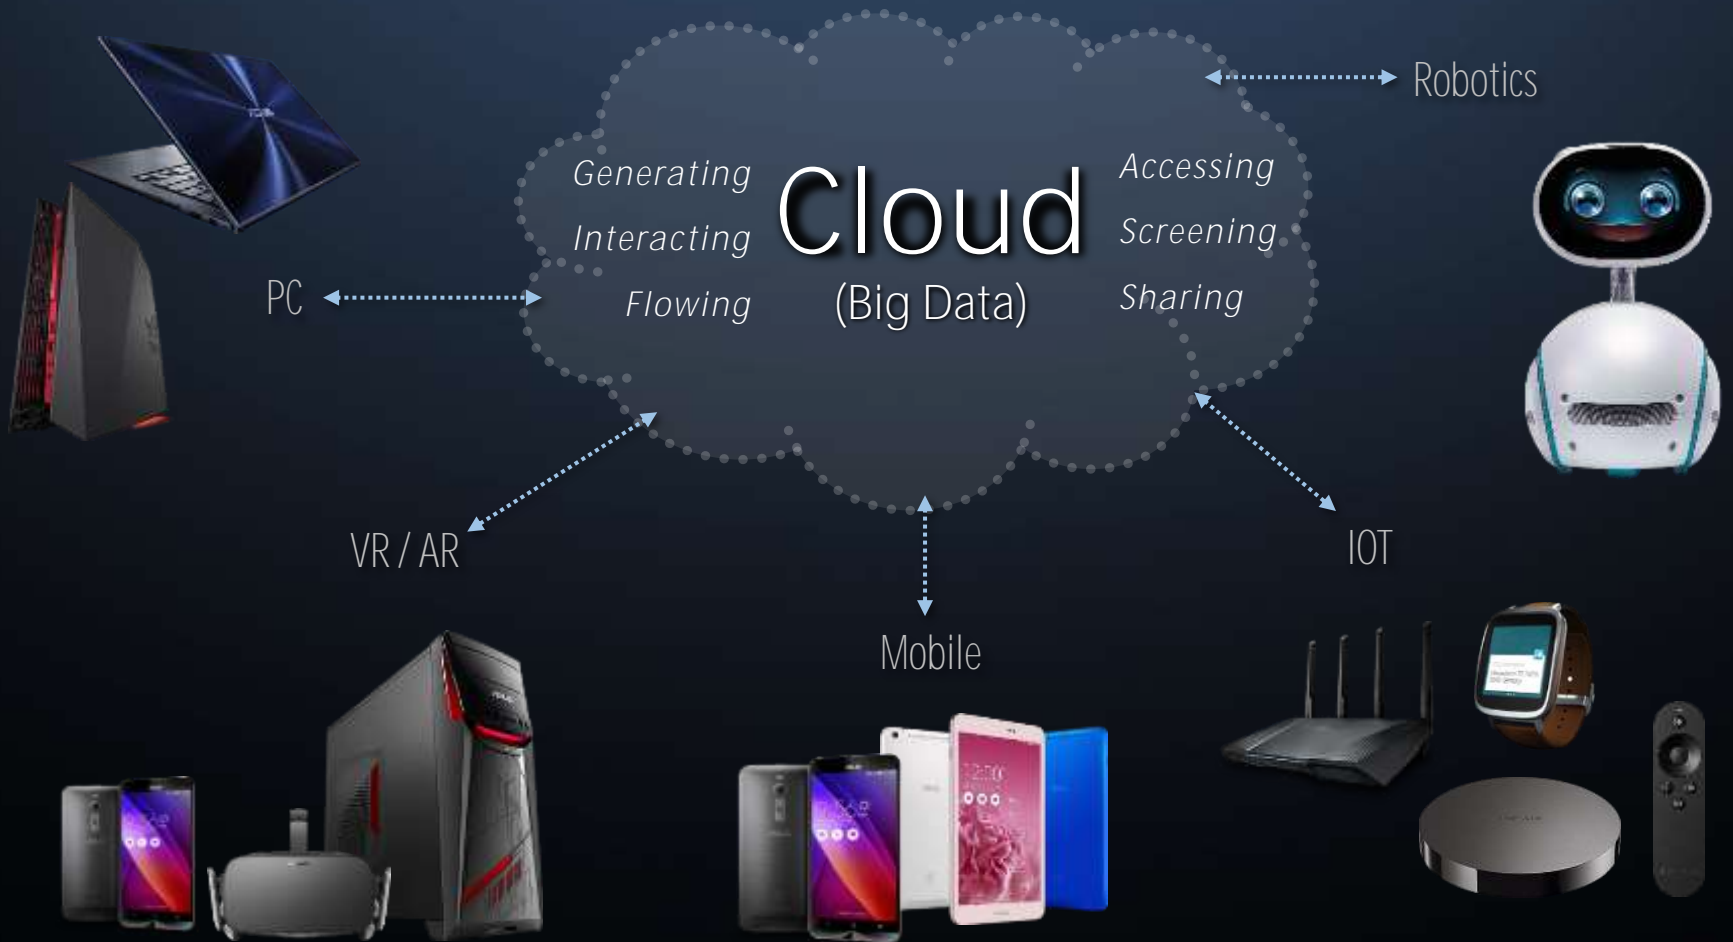 Robotics
Generating
Interacting
Flowing
Cloud
(Big Data)
Accessing
Screening
Sharing
PC
VR / AR
IOT
Mobile